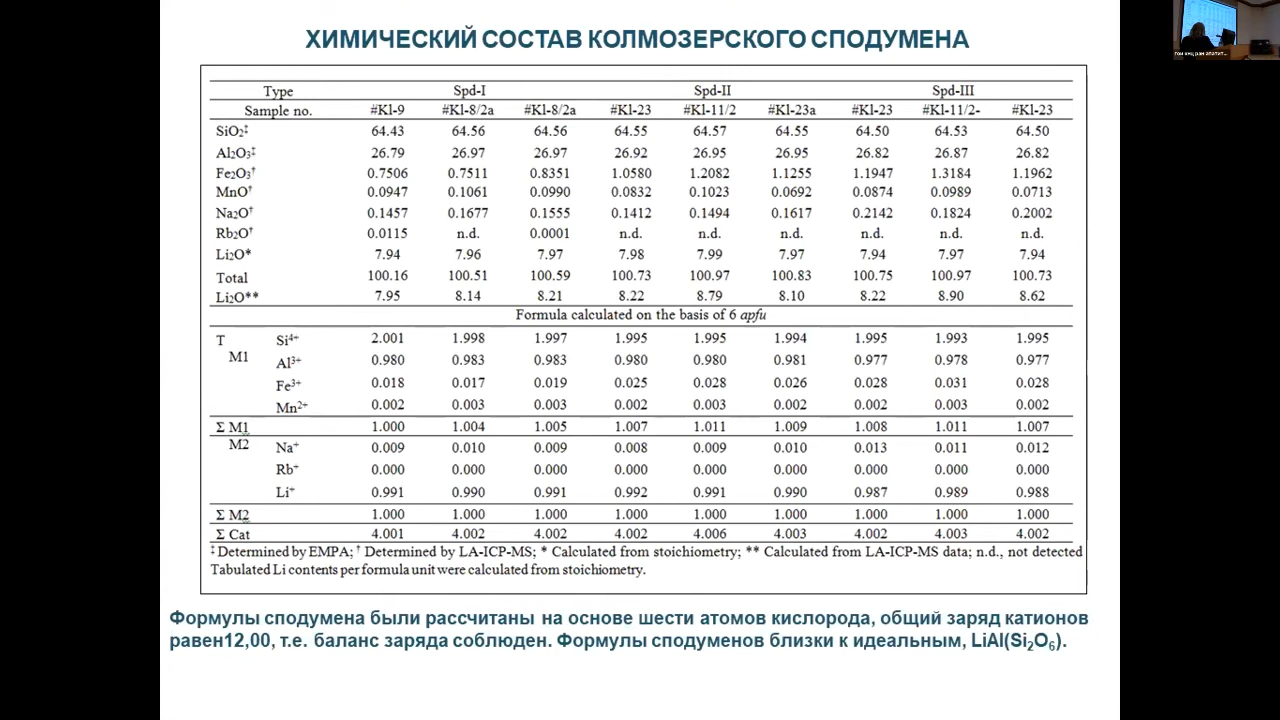 ХИМИЧЕСКИЙ СОСТАВ КОЛМОЗЕРСКОГО СПОДУМЕНА
Type Spd-I Spd-II Spd-III
Sample no. #Kl-9 #Kl-8/2a #Kl-8/2a #Kl-23 #Kl-11/2 #Kl-23a #Kl-23 #Kl-11/2- #Kl-23
SiO₂‡ 64.43 64.56 64.56 64.55 64.57 64.55 64.50 64.53 64.50
Al₂O₃‡ 26.79 26.97 26.97 26.92 26.95 26.95 26.82 26.87 26.82
Fe₂O₃† 0.7506 0.7511 0.8351 1.0580 1.2082 1.1255 1.1947 1.3184 1.1962
MnO† 0.0947 0.1061 0.0990 0.0832 0.1023 0.0692 0.0874 0.0989 0.0713
Na₂O† 0.1457 0.1677 0.1555 0.1412 0.1494 0.1617 0.2142 0.1824 0.2002
Rb₂O† 0.0115 n.d. 0.0001 n.d. n.d. n.d. n.d. n.d. n.d.
Li₂O* 7.94 7.96 7.97 7.98 7.99 7.97 7.94 7.97 7.94
Total 100.16 100.51 100.59 100.73 100.97 100.83 100.75 100.97 100.73
Li₂O** 7.95 8.14 8.21 8.22 8.79 8.10 8.22 8.90 8.62
Formula calculated on the basis of 6 apfu
T Si⁴⁺ 2.001 1.998 1.997 1.995 1.995 1.994 1.995 1.993 1.995
M1 Al³⁺ 0.980 0.983 0.983 0.980 0.980 0.981 0.977 0.978 0.977
Fe³⁺ 0.018 0.017 0.019 0.025 0.028 0.026 0.028 0.031 0.028
Mn²⁺ 0.002 0.003 0.003 0.002 0.003 0.002 0.002 0.003 0.002
Σ M1 1.000 1.004 1.005 1.007 1.011 1.009 1.008 1.011 1.007
M2 Na⁺ 0.009 0.010 0.009 0.008 0.009 0.010 0.013 0.011 0.012
Rb⁺ 0.000 0.000 0.000 0.000 0.000 0.000 0.000 0.000 0.000
Li⁺ 0.991 0.990 0.991 0.992 0.991 0.990 0.987 0.989 0.988
Σ M2 1.000 1.000 1.000 1.000 1.000 1.000 1.000 1.000 1.000
Σ Cat 4.001 4.002 4.002 4.002 4.006 4.003 4.002 4.003 4.002
‡ Determined by EMPA; † Determined by LA-ICP-MS; * Calculated from stoichiometry; ** Calculated from LA-ICP-MS data; n.d., not detected
Tabulated Li contents per formula unit were calculated from stoichiometry.
Формулы сподумена были рассчитаны на основе шести атомов кислорода, общий заряд катионов
равен12,00, т.е. баланс заряда соблюден. Формулы сподуменов близки к идеальным, LiAl(Si₂O₆).